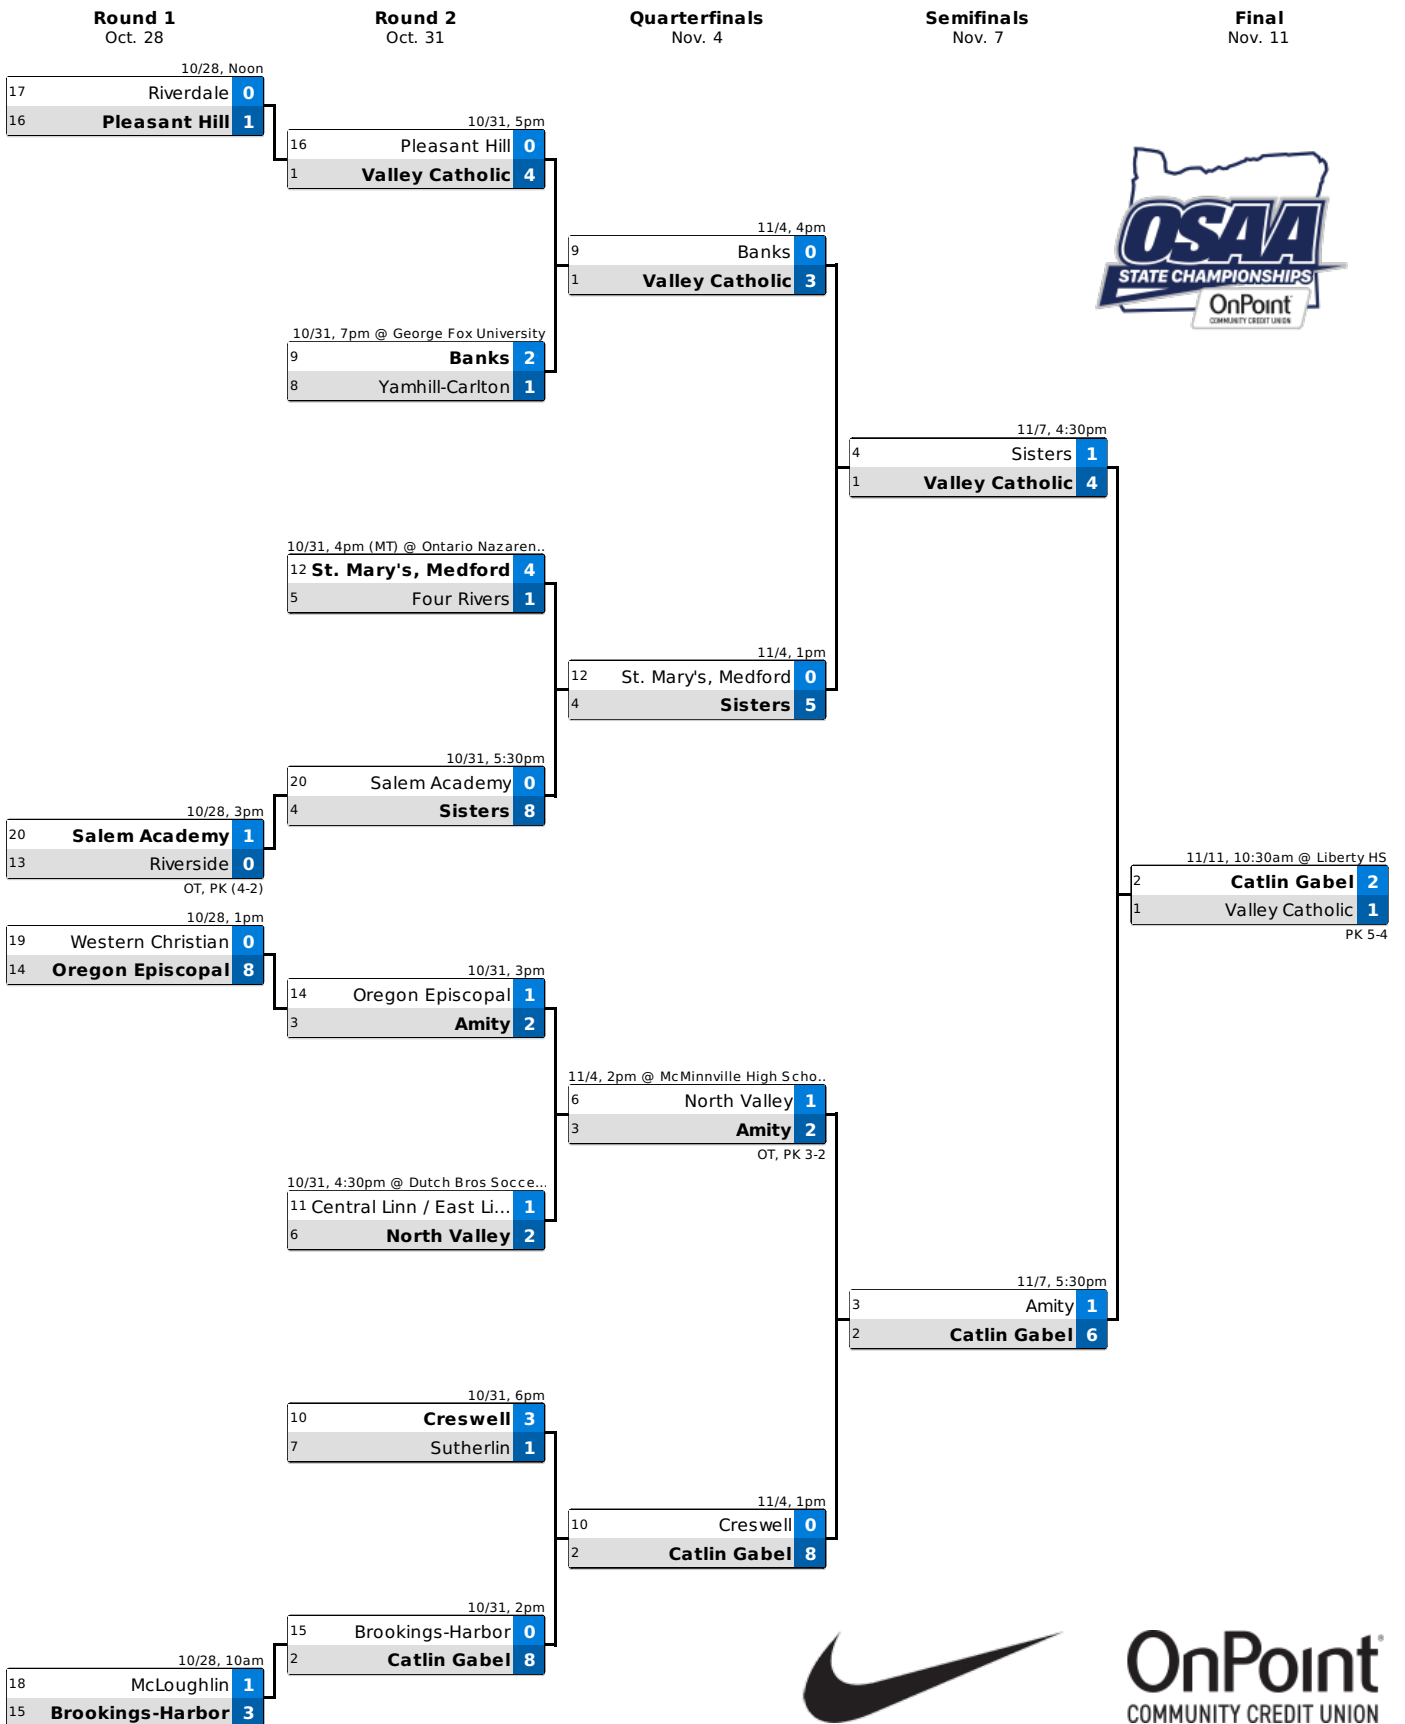 Round 1
Oct. 28
Round 2
Oct. 31
Quarterfinals
Nov. 4
Semifinals
Nov. 7
Final
Nov. 11
10/28, Noon
17 Riverdale 0
16 Pleasant Hill 1
10/31, 5pm
16 Pleasant Hill 0
1 Valley Catholic 4
OSAA
STATE CHAMPIONSHIPS
OnPoint
COMMUNITY CREDIT UNION
11/4, 4pm
9 Banks 0
1 Valley Catholic 3
10/31, 7pm @ George Fox University
9 Banks 2
8 Yamhill-Carlton 1
11/7, 4:30pm
4 Sisters 1
1 Valley Catholic 4
10/31, 4pm (MT) @ Ontario Nazaren..
12 St. Mary's, Medford 4
5 Four Rivers 1
11/4, 1pm
12 St. Mary's, Medford 0
4 Sisters 5
10/31, 5:30pm
20 Salem Academy 0
4 Sisters 8
10/28, 3pm
20 Salem Academy 1
13 Riverside 0
OT, PK (4-2)
11/11, 10:30am @ Liberty HS
2 Catlin Gabel 2
1 Valley Catholic 1
PK 5-4
10/28, 1pm
19 Western Christian 0
14 Oregon Episcopal 8
10/31, 3pm
14 Oregon Episcopal 1
3 Amity 2
11/4, 2pm @ McMinnville High Scho..
6 North Valley 1
3 Amity 2
OT, PK 3-2
10/31, 4:30pm @ Dutch Bros Socce...
11 Central Linn / East Li... 1
6 North Valley 2
11/7, 5:30pm
3 Amity 1
2 Catlin Gabel 6
10/31, 6pm
10 Creswell 3
7 Sutherlin 1
11/4, 1pm
10 Creswell 0
2 Catlin Gabel 8
10/31, 2pm
15 Brookings-Harbor 0
2 Catlin Gabel 8
10/28, 10am
18 McLoughlin 1
15 Brookings-Harbor 3
OnPoint
COMMUNITY CREDIT UNION